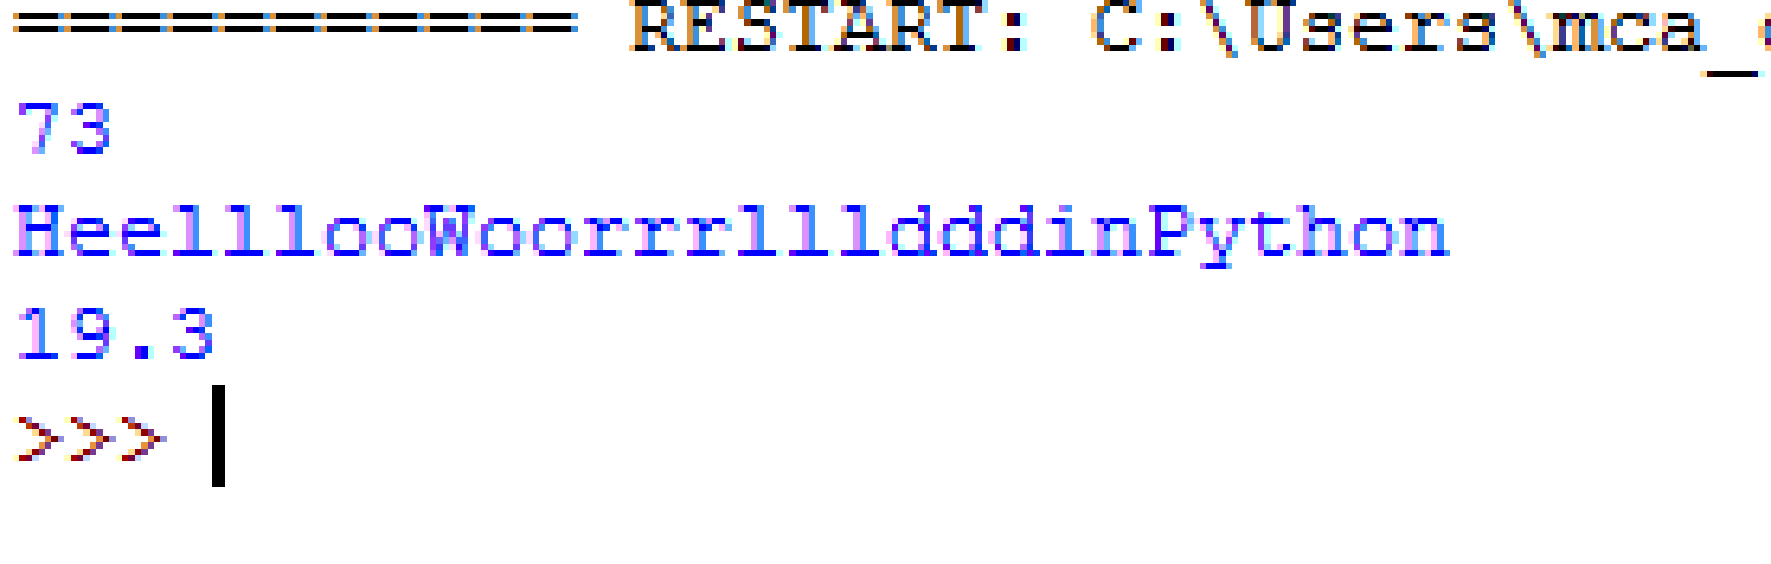 =========== RESTART: C:\Users\mca_
73
HeelllooWoorrrllldddinPython
19.3
>>>